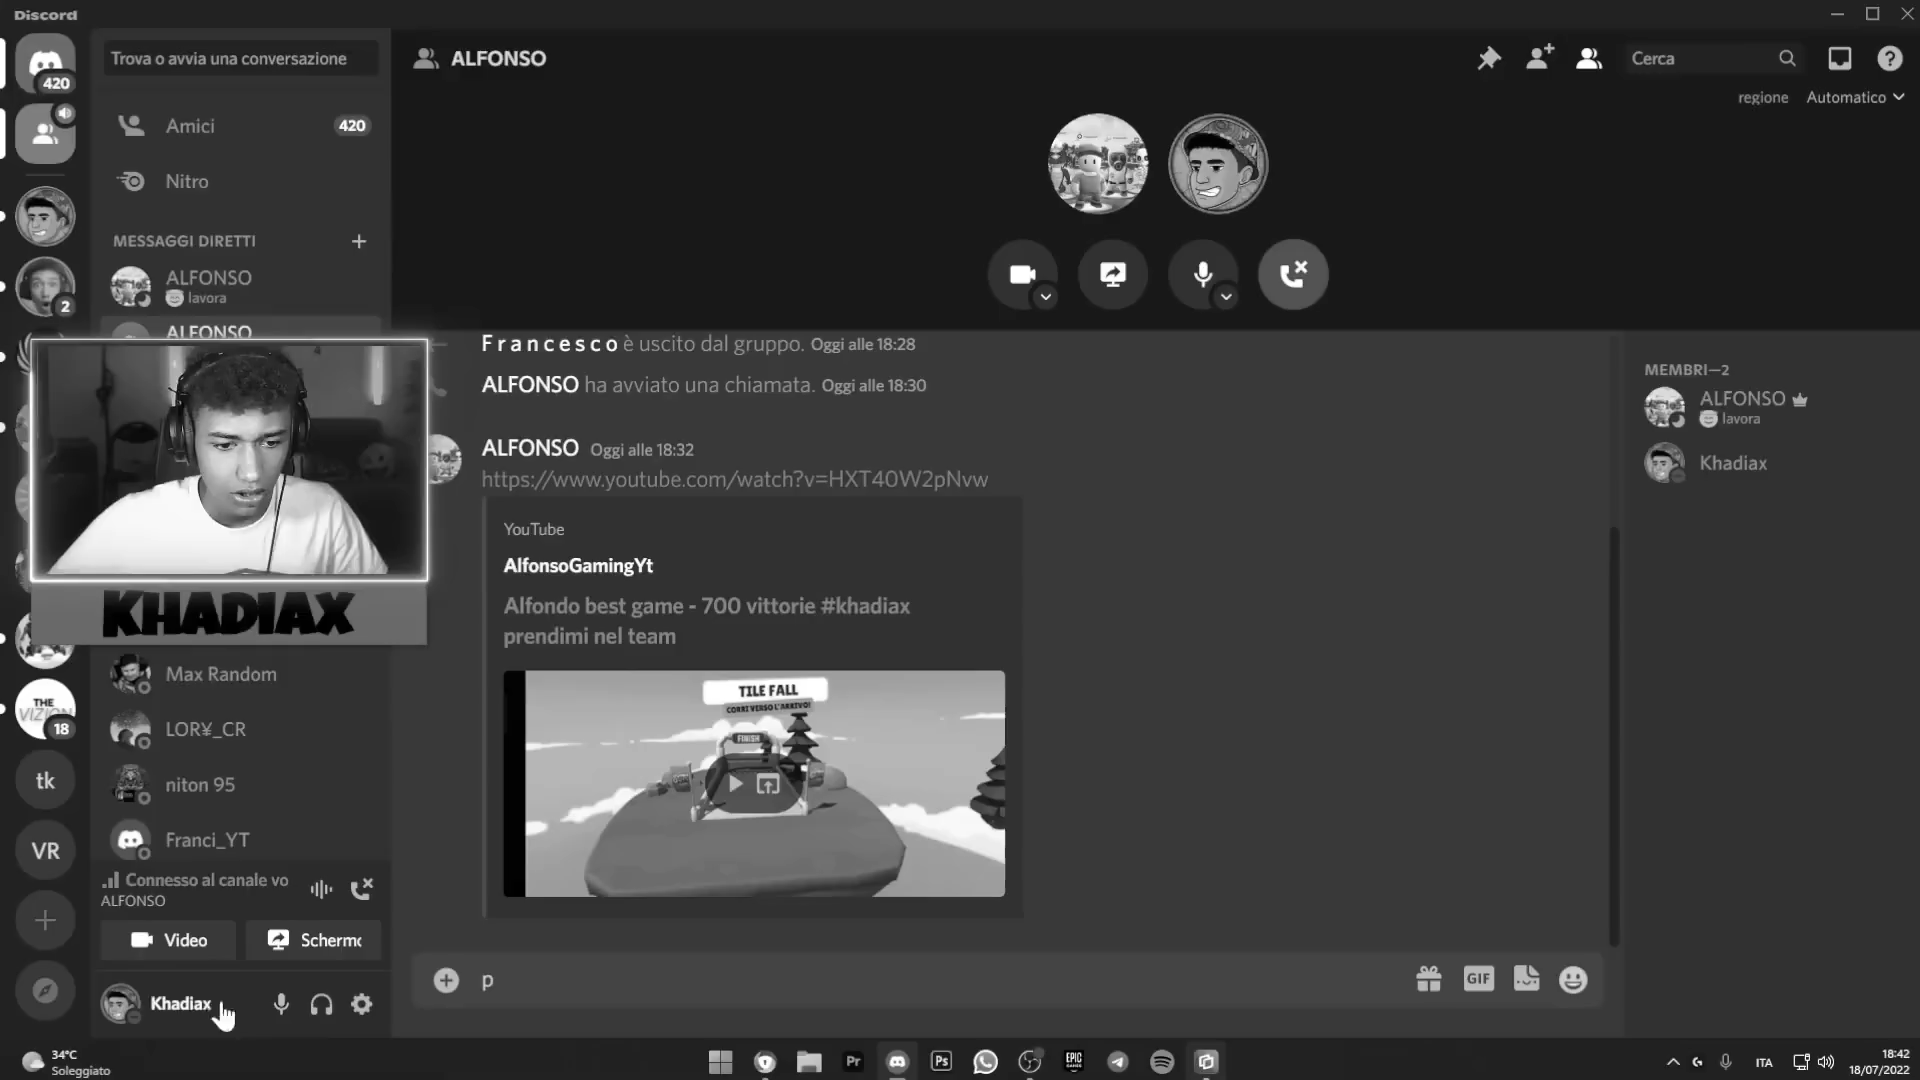 Discord
Trova o avvia una conversazione
ALFONSO
Cerca
regione Automatico
420
Amici 420
Nitro
MESSAGGI DIRETTI
ALFONSO
lavora
ALFONSO
2
KHADIAX
Max Random
THE
VIZION
18
LOR¥_CR
tk
niton 95
VR
Franci_YT
Connesso al canale vo
ALFONSO
Video Schermo
Khadiax
Francesco è uscito dal gruppo. Oggi alle 18:28
ALFONSO ha avviato una chiamata. Oggi alle 18:30
ALFONSO Oggi alle 18:32
https://www.youtube.com/watch?v=HXT40W2pNvw
YouTube
AlfonsoGamingYt
Alfondo best game - 700 vittorie #khadiax
prendimi nel team
TILE FALL
CORRI VERSO L'ARRIVO!
FINISH
p
GIF
MEMBRI—2
ALFONSO
lavora
Khadiax
34°C
Soleggiato
Pr
Ps
EPIC
GAMES
ITA
18:42
18/07/2022